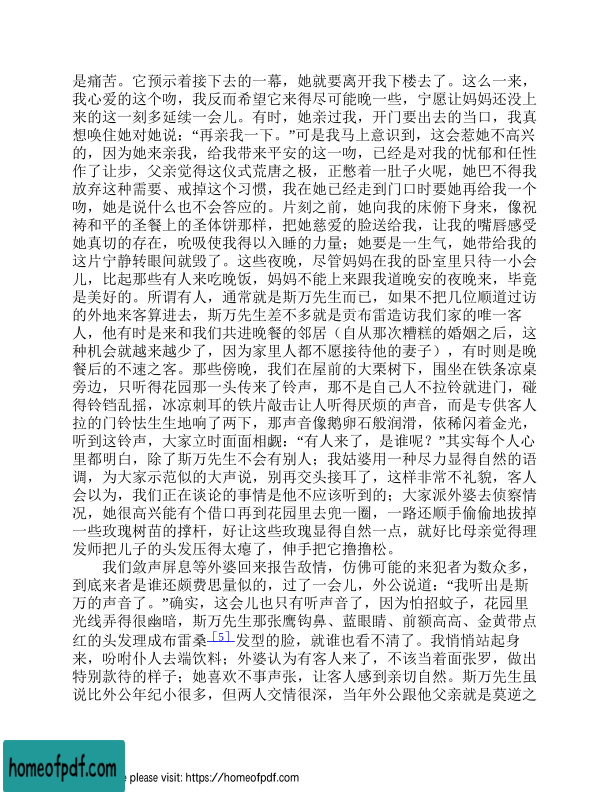 是痛苦。它预示着接下去的一幕，她就要离开我下楼去了。这么一来，
我心爱的这个吻，我反而希望它来得尽可能晚一些，宁愿让妈妈还没上
来的这一刻多延续一会儿。有时，她亲过我，开门要出去的当口，我真
想唤住她对她说：“再亲我一下。”可是我马上意识到，这会惹她不高兴
的，因为她来亲我，给我带来平安的这一吻，已经是对我的忧郁和任性
作了让步，父亲觉得这仪式荒唐之极，正憋着一肚子火呢，她巴不得我
放弃这种需要、戒掉这个习惯，我在她已经走到门口时要她再给我一个
吻，她是说什么也不会答应的。片刻之前，她向我的床俯下身来，像祝
祷和平的圣餐上的圣体饼那样，把她慈爱的脸送给我，让我的嘴唇感受
她真切的存在，吮吸使我得以入睡的力量；她要是一生气，她带给我的
这片宁静转眼间就毁了。这些夜晚，尽管妈妈在我的卧室里只待一小会
儿，比起那些有人来吃晚饭，妈妈不能上来跟我道晚安的夜晚来，毕竟
是美好的。所谓有人，通常就是斯万先生而已，如果不把几位顺道过访
的外地来客算进去，斯万先生差不多就是贡布雷造访我们家的唯一客
人，他有时是来和我们共进晚餐的邻居（自从那次糟糕的婚姻之后，这
种机会就越来越少了，因为家里人都不愿接待他的妻子），有时则是晚
餐后的不速之客。那些傍晚，我们在屋前的大栗树下，围坐在铁条凉桌
旁边，只听得花园那一头传来了铃声，那不是自己人不拉铃就进门，碰
得铃铛乱摇，冰凉刺耳的铁片敲击让人听得厌烦的声音，而是专供客人
拉的门铃怯生生地响了两下，那声音像鹅卵石般润滑，依稀闪着金光，
听到这铃声，大家立时面面相觑：“有人来了，是谁呢？”其实每个人心
里都明白，除了斯万先生不会有别人；我姑婆用一种尽力显得自然的语
调，为大家示范似的大声说，别再交头接耳了，这样非常不礼貌，客人
会以为，我们正在谈论的事情是他不应该听到的；大家派外婆去侦察情
况，她很高兴能有个借口再到花园里去兜一圈，一路还顺手偷偷地拔掉
一些玫瑰树苗的撑杆，好让这些玫瑰显得自然一点，就好比母亲觉得理
发师把儿子的头发压得太瘪了，伸手把它撸撸松。
我们敛声屏息等外婆回来报告敌情，仿佛可能的来犯者为数众多，
到底来者是谁还颇费思量似的，过了一会儿，外公说道：“我听出是斯
万的声音了。”确实，这会儿也只有听声音了，因为怕招蚊子，花园里
光线弄得很幽暗，斯万先生那张鹰钩鼻、蓝眼睛、前额高高、金黄带点
红的头发理成布雷桑[5]发型的脸，就谁也看不清了。我悄悄站起身
来，吩咐仆人去端饮料；外婆认为有客人来了，不该当着面张罗，做出
特别款待的样子；她喜欢不事声张，让客人感到亲切自然。斯万先生虽
说比外公年纪小很多，但两人交情很深，当年外公跟他父亲就是莫逆之
homeofpdf.com
e please visit: https://homeofpdf.com